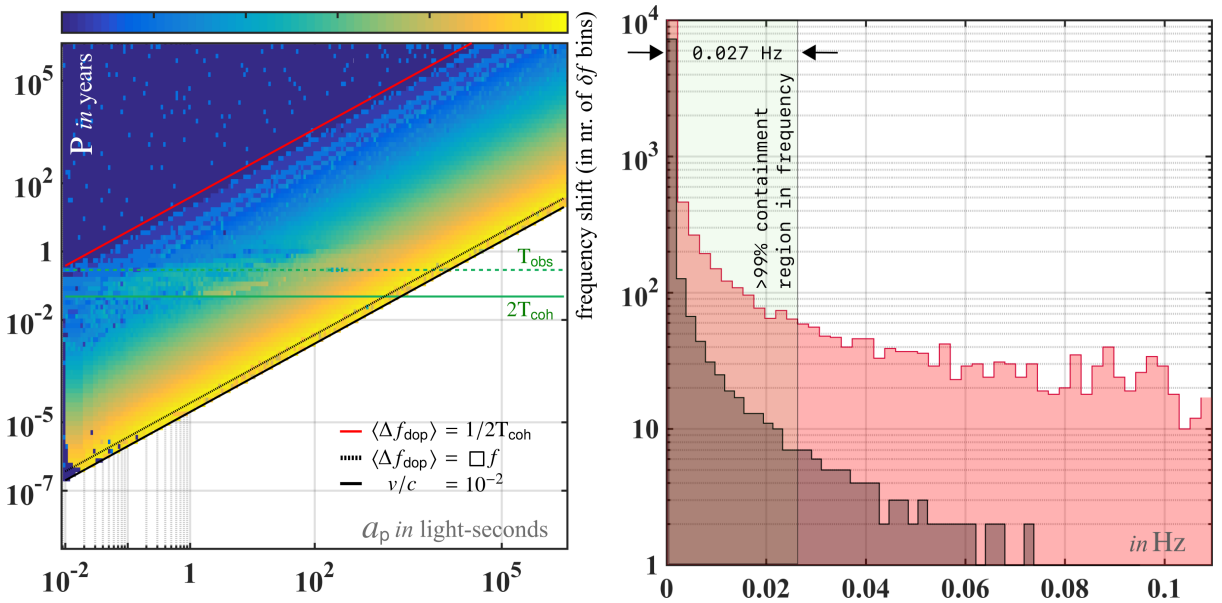 P in years
10^5
10^2
1
10^-2
10^-5
10^-7
T_obs
2T_coh
⟨Δf_dop⟩ = 1/2T_coh
⟨Δf_dop⟩ = □f
v/c = 10^-2
a_p in light-seconds
10^-2
1
10^2
10^5
frequency shift (in nr. of δf bins)
10^4
10^3
10^2
10
1
0.027 Hz
>99% containment
region in frequency
in Hz
0
0.02
0.04
0.06
0.08
0.1